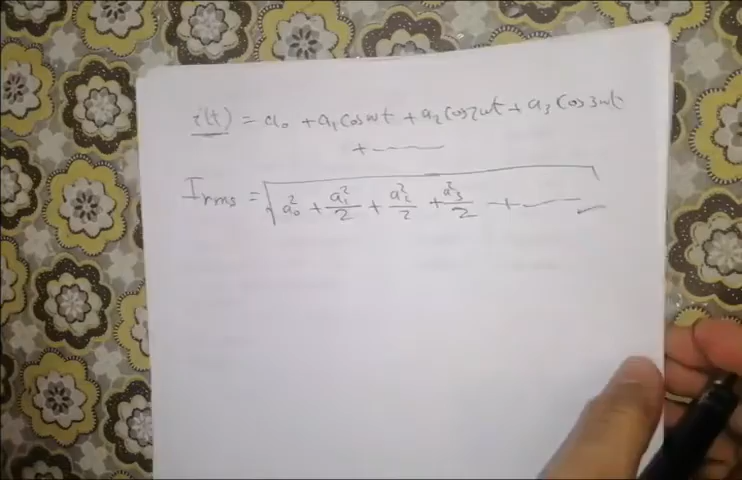 i(t) = a₀ + a₁ cos ωt + a₂ cos 2ωt + a₃ cos 3ωt
+ -----
Irms = √(a₀² + a₁²/2 + a₂²/2 + a₃²/2 + -----)